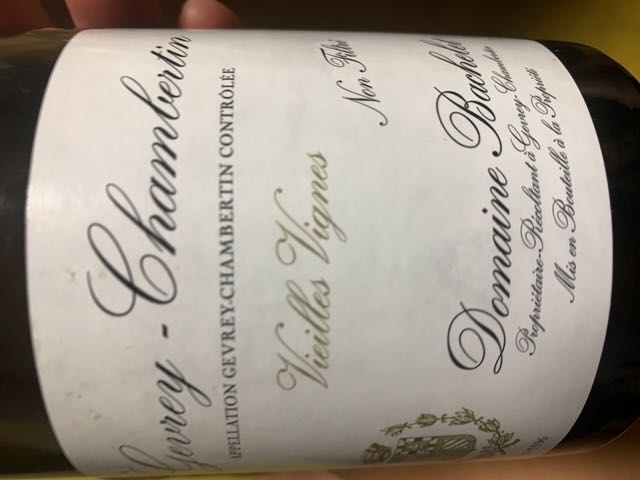 Gevrey - Chambertin
APPELLATION GEVREY-CHAMBERTIN CONTRÔLÉE
Vieilles Vignes
Non Filtré
Domaine Bachelet
Propriétaire-Récoltant à Gevrey-Chambertin
Mis en Bouteille à la Propriété